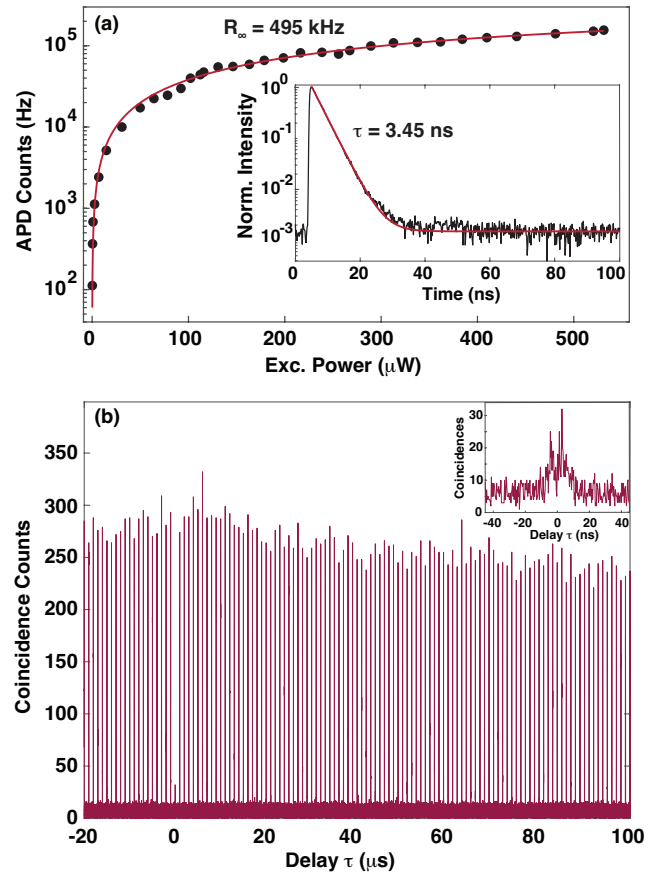 (a)
R∞ = 495 kHz
10^5
10^4
10^3
10^2
APD Counts (Hz)
0 100 200 300 400 500
Exc. Power (μW)
τ = 3.45 ns
10^0
10^-1
10^-2
10^-3
Norm. Intensity
0 20 40 60 80 100
Time (ns)
(b)
350
300
250
200
150
100
50
0
Coincidence Counts
-20 0 20 40 60 80 100
Delay τ (μs)
30
20
10
0
Coincidences
-40 -20 0 20 40
Delay τ (ns)